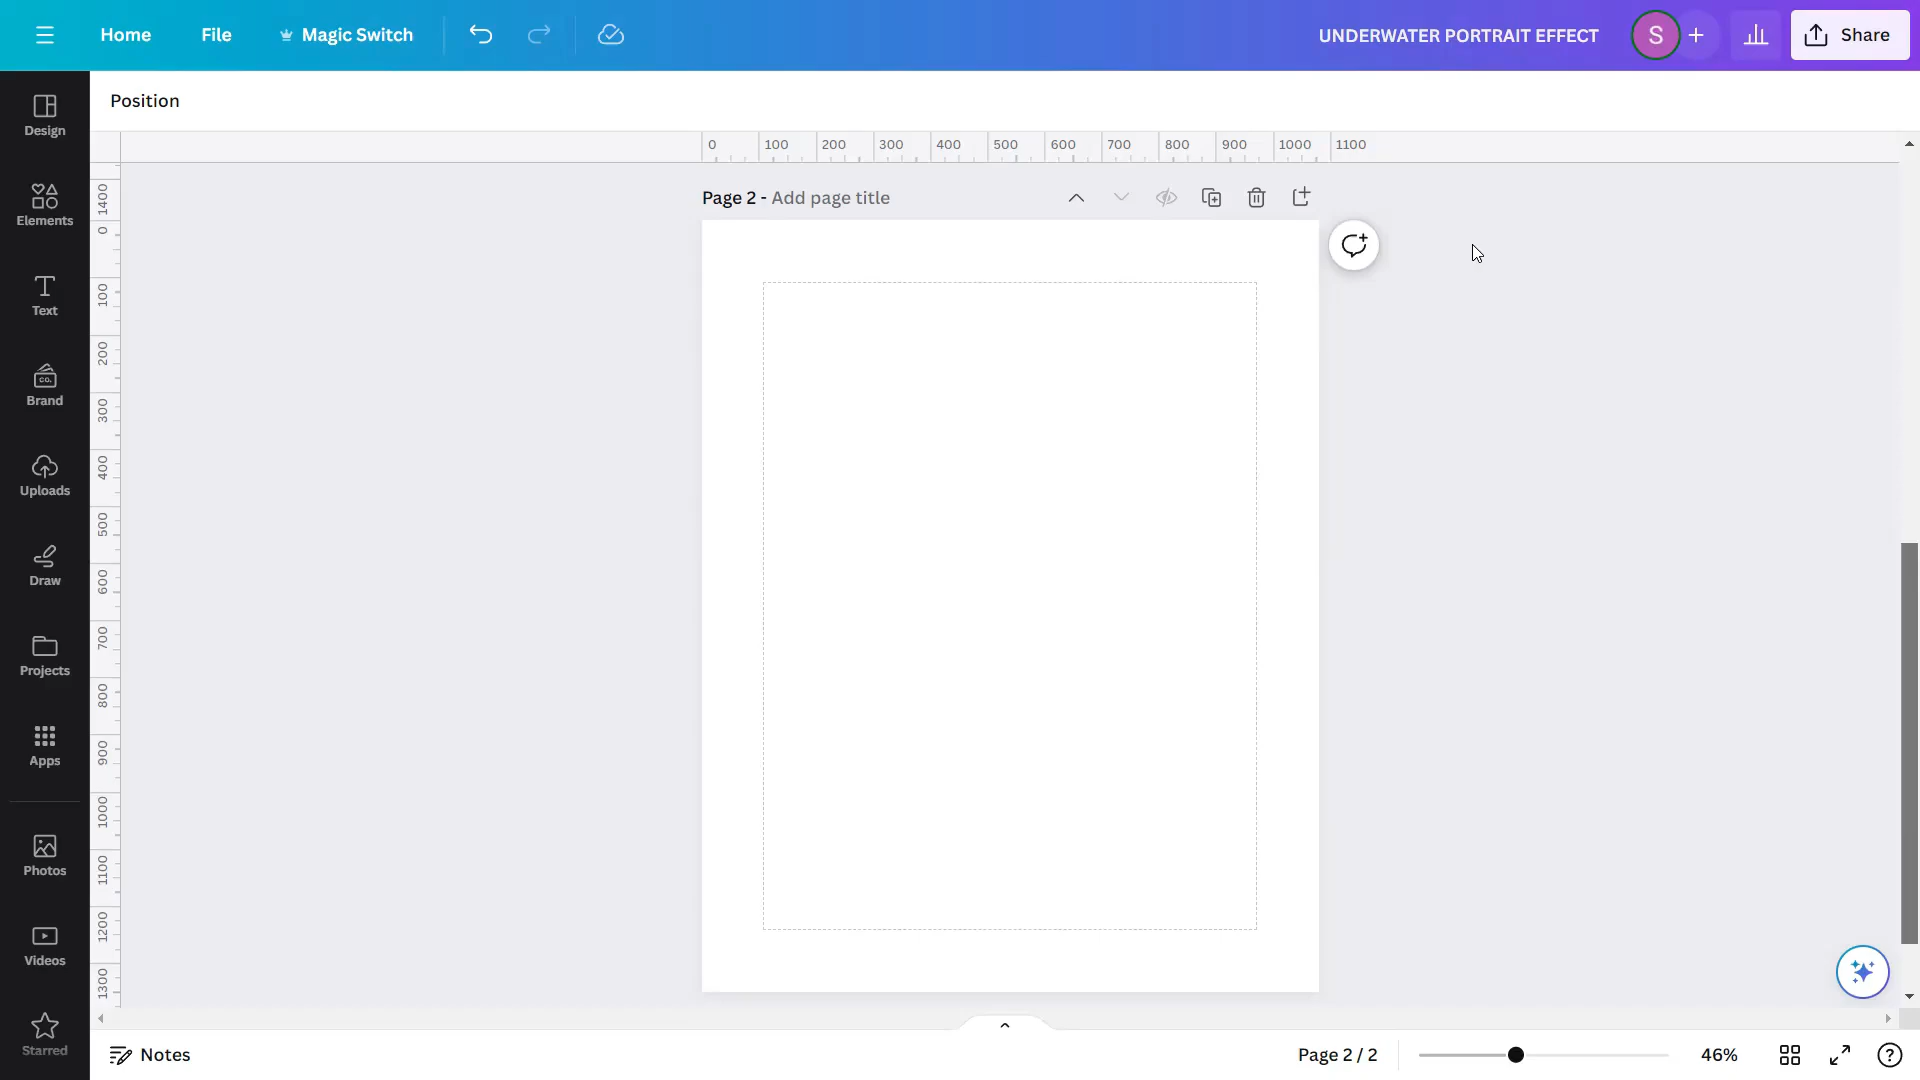 Home File Magic Switch UNDERWATER PORTRAIT EFFECT S Share
Position
Design
Elements
Text
CO.
Brand
Uploads
Draw
Projects
Apps
Photos
Videos
Starred
0 100 200 300 400 500 600 700 800 900 1000 1100
1400
0
100
200
300
400
500
600
700
800
900
1000
1100
1200
1300
Page 2 - Add page title
Notes Page 2 / 2 46%